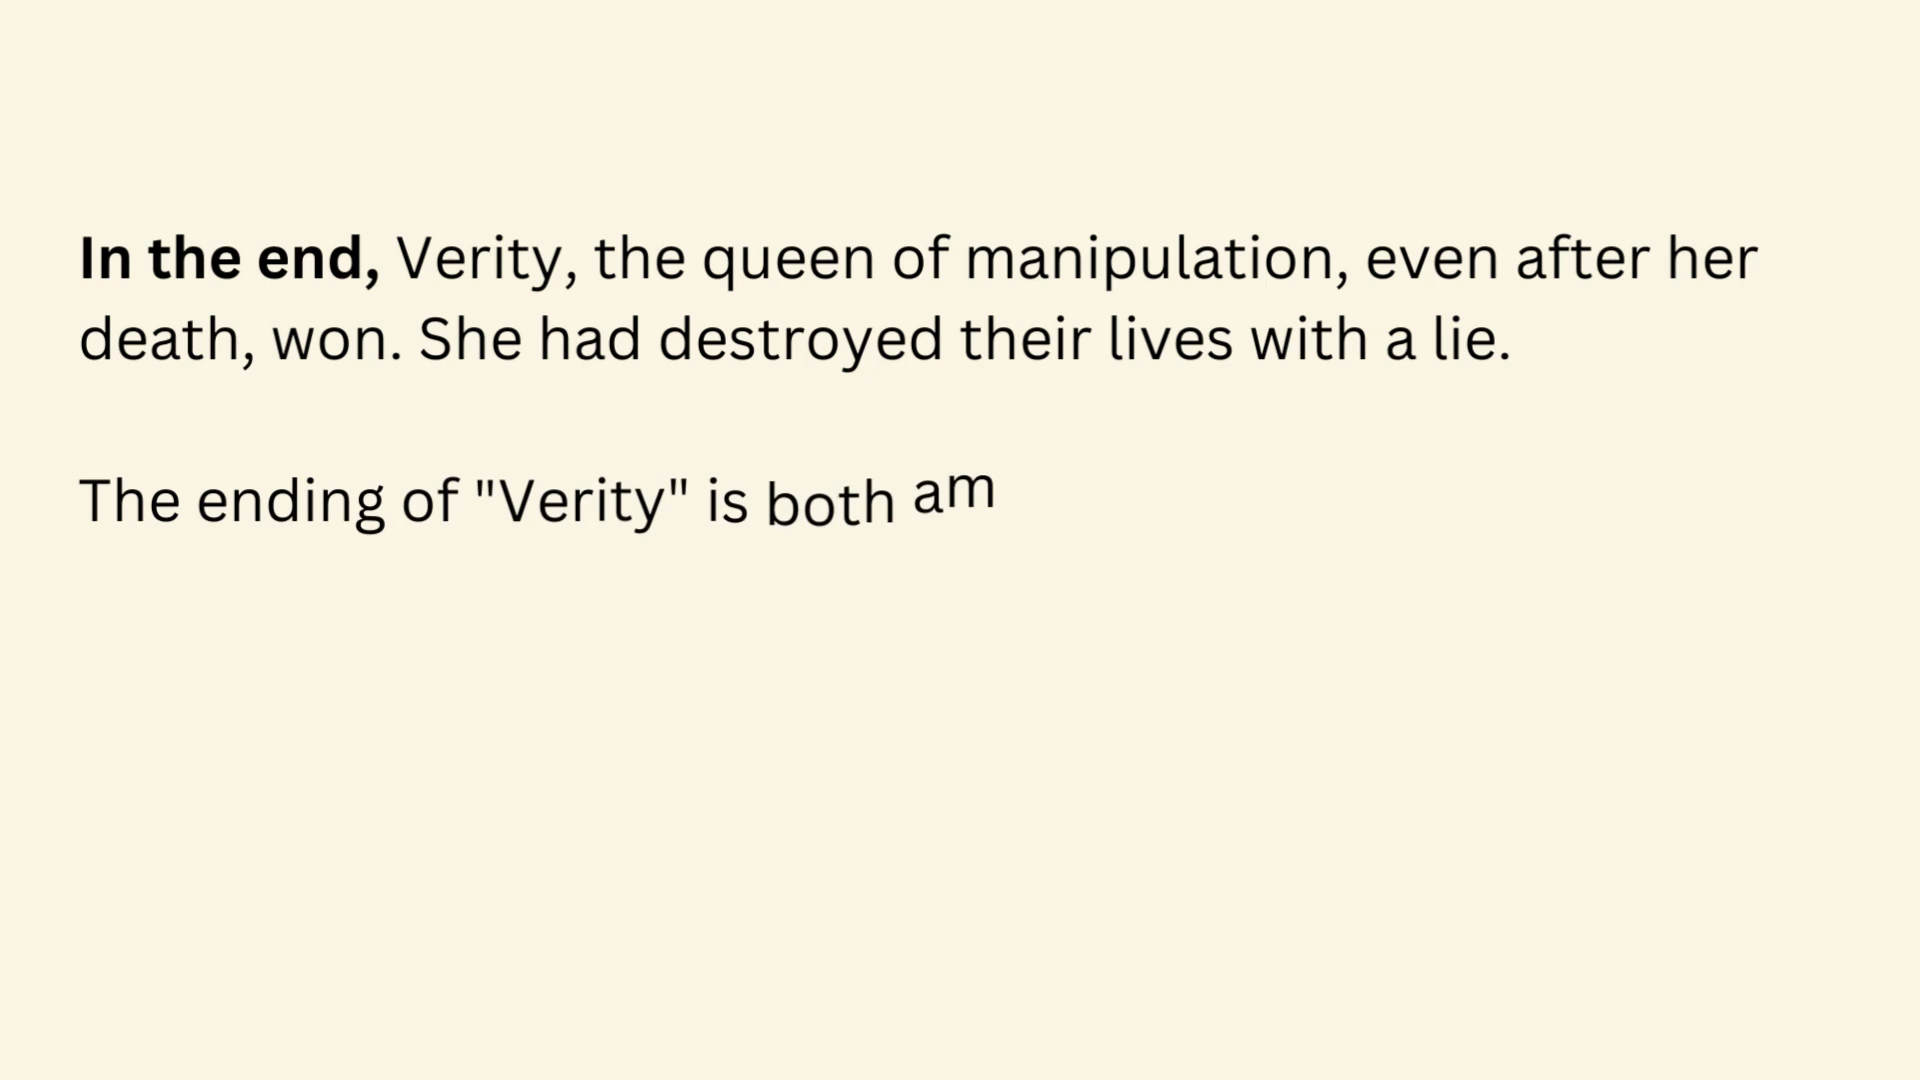 In the end, Verity, the queen of manipulation, even after her
death, won. She had destroyed their lives with a lie.
The ending of "Verity" is both am